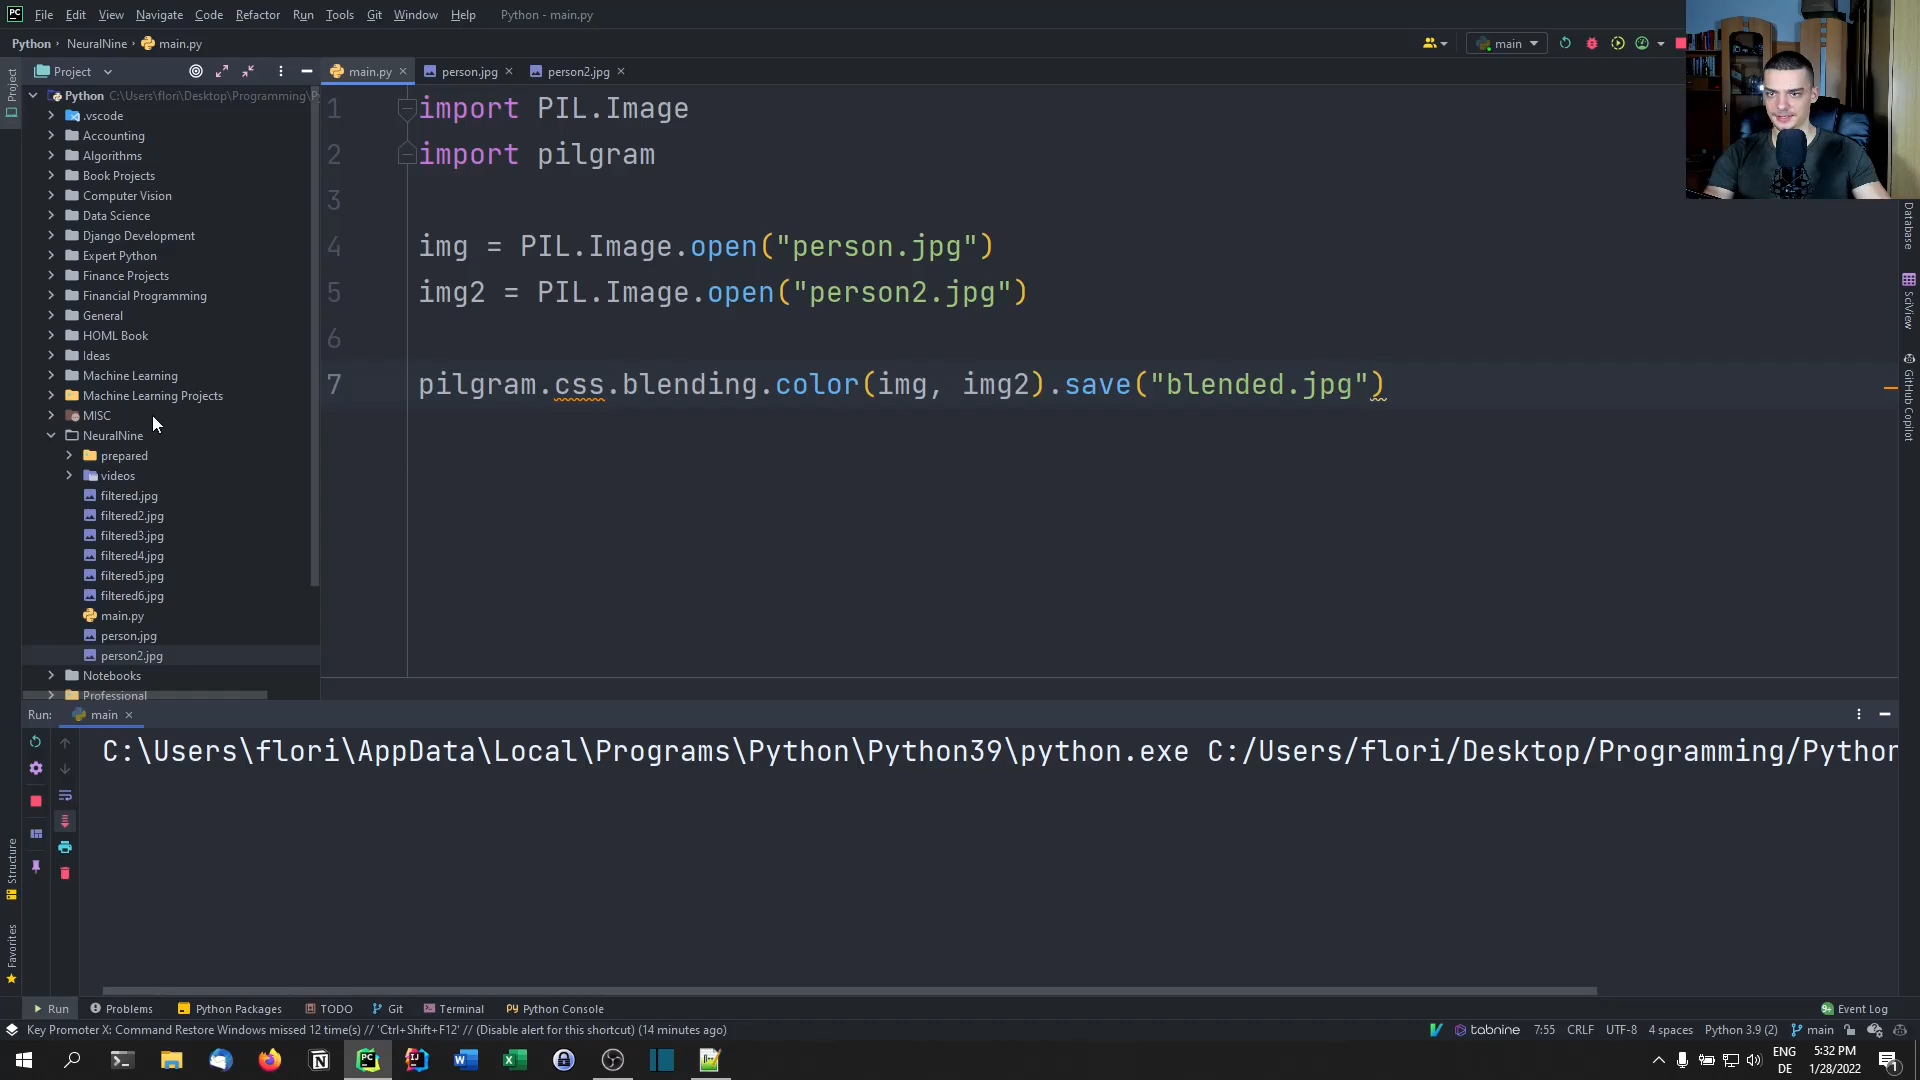 File Edit View Navigate Code Refactor Run Tools Git Window Help Python - main.py
Python NeuralNine main.py
main
Project
main.py person.jpg person2.jpg
Python C:\Users\flori\Desktop\Programming\P
.vscode
Accounting
Algorithms
Book Projects
Computer Vision
Data Science
Django Development
Expert Python
Finance Projects
Financial Programming
General
HOML Book
Ideas
Machine Learning
Machine Learning Projects
MISC
NeuralNine
prepared
videos
filtered.jpg
filtered2.jpg
filtered3.jpg
filtered4.jpg
filtered5.jpg
filtered6.jpg
main.py
person.jpg
person2.jpg
Notebooks
Professional
1 import PIL.Image
2 import pilgram
3
4 img = PIL.Image.open("person.jpg")
5 img2 = PIL.Image.open("person2.jpg")
6
7 pilgram.css.blending.color(img, img2).save("blended.jpg")
Project
Structure
Favorites
Database
SciView
GitHub Copilot
Run: main
C:\Users\flori\AppData\Local\Programs\Python\Python39\python.exe C:/Users/flori/Desktop/Programming/Python
Run Problems Python Packages TODO Git Terminal Python Console Event Log
Key Promoter X: Command Restore Windows missed 12 time(s) // 'Ctrl+Shift+F12' // (Disable alert for this shortcut) (14 minutes ago) tabnine 7:55 CRLF UTF-8 4 spaces Python 3.9 (2) main
ENG 5:32 PM
DE 1/28/2022